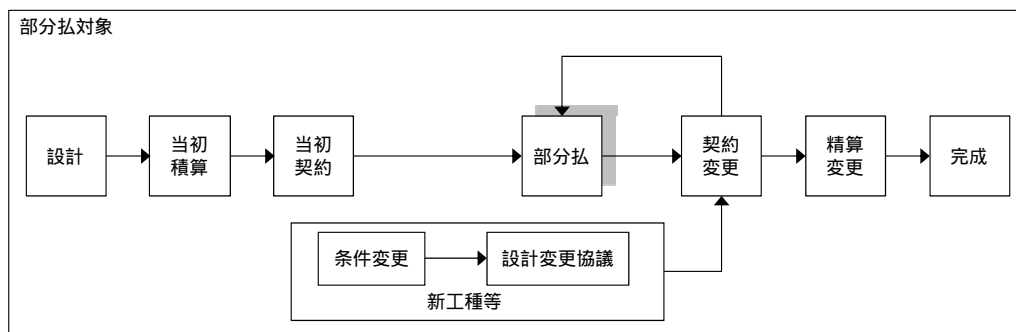 部分払対象
設計
当初
積算
当初
契約
部分払
契約
変更
精算
変更
完成
条件変更
設計変更協議
新工種等